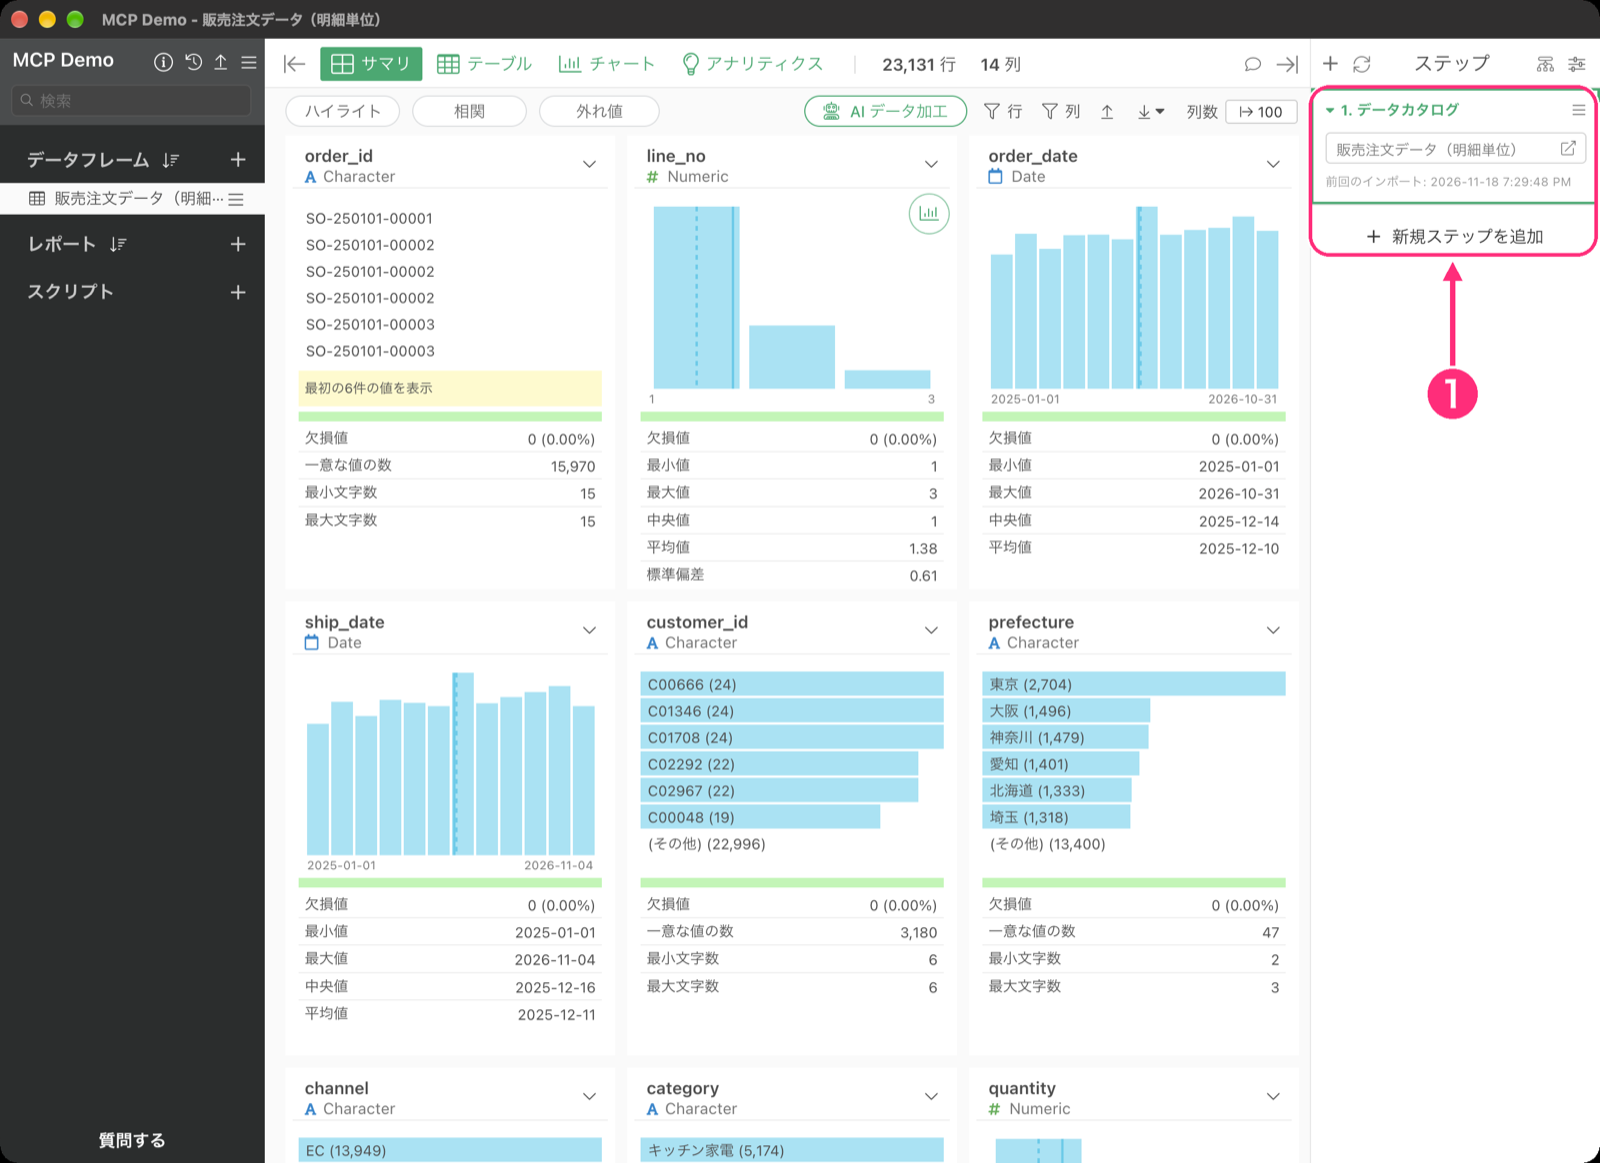 MCP Demo - 販売注文データ（明細単位）
MCP Demo
検索
データフレーム
販売注文データ（明細…
レポート
スクリプト
質問する
サマリ
テーブル
チャート
アナリティクス
23,131 行
14 列
ハイライト
相関
外れ値
AI データ加工
行
列
列数
100
order_id
Character
SO-250101-00001
SO-250101-00002
SO-250101-00002
SO-250101-00002
SO-250101-00003
SO-250101-00003
最初の6件の値を表示
欠損値 0 (0.00%)
一意な値の数 15,970
最小文字数 15
最大文字数 15
line_no
# Numeric
1 3
欠損値 0 (0.00%)
最小値 1
最大値 3
中央値 1
平均値 1.38
標準偏差 0.61
order_date
Date
2025-01-01 2026-10-31
欠損値 0 (0.00%)
最小値 2025-01-01
最大値 2026-10-31
中央値 2025-12-14
平均値 2025-12-10
ship_date
Date
2025-01-01 2026-11-04
欠損値 0 (0.00%)
最小値 2025-01-01
最大値 2026-11-04
中央値 2025-12-16
平均値 2025-12-11
customer_id
A Character
C00666 (24)
C01346 (24)
C01708 (24)
C02292 (22)
C02967 (22)
C00048 (19)
(その他) (22,996)
欠損値 0 (0.00%)
一意な値の数 3,180
最小文字数 6
最大文字数 6
prefecture
A Character
東京 (2,704)
大阪 (1,496)
神奈川 (1,479)
愛知 (1,401)
北海道 (1,333)
埼玉 (1,318)
(その他) (13,400)
欠損値 0 (0.00%)
一意な値の数 47
最小文字数 2
最大文字数 3
channel
A Character
EC (13,949)
category
A Character
キッチン家電 (5,174)
quantity
# Numeric
ステップ
1. データカタログ
販売注文データ（明細単位）
前回のインポート: 2026-11-18 7:29:48 PM
+ 新規ステップを追加
1